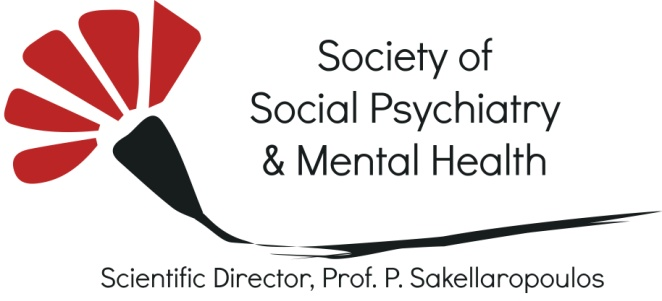 Society of
Social Psychiatry
& Mental Health
Scientific Director, Prof. P. Sakellaropoulos